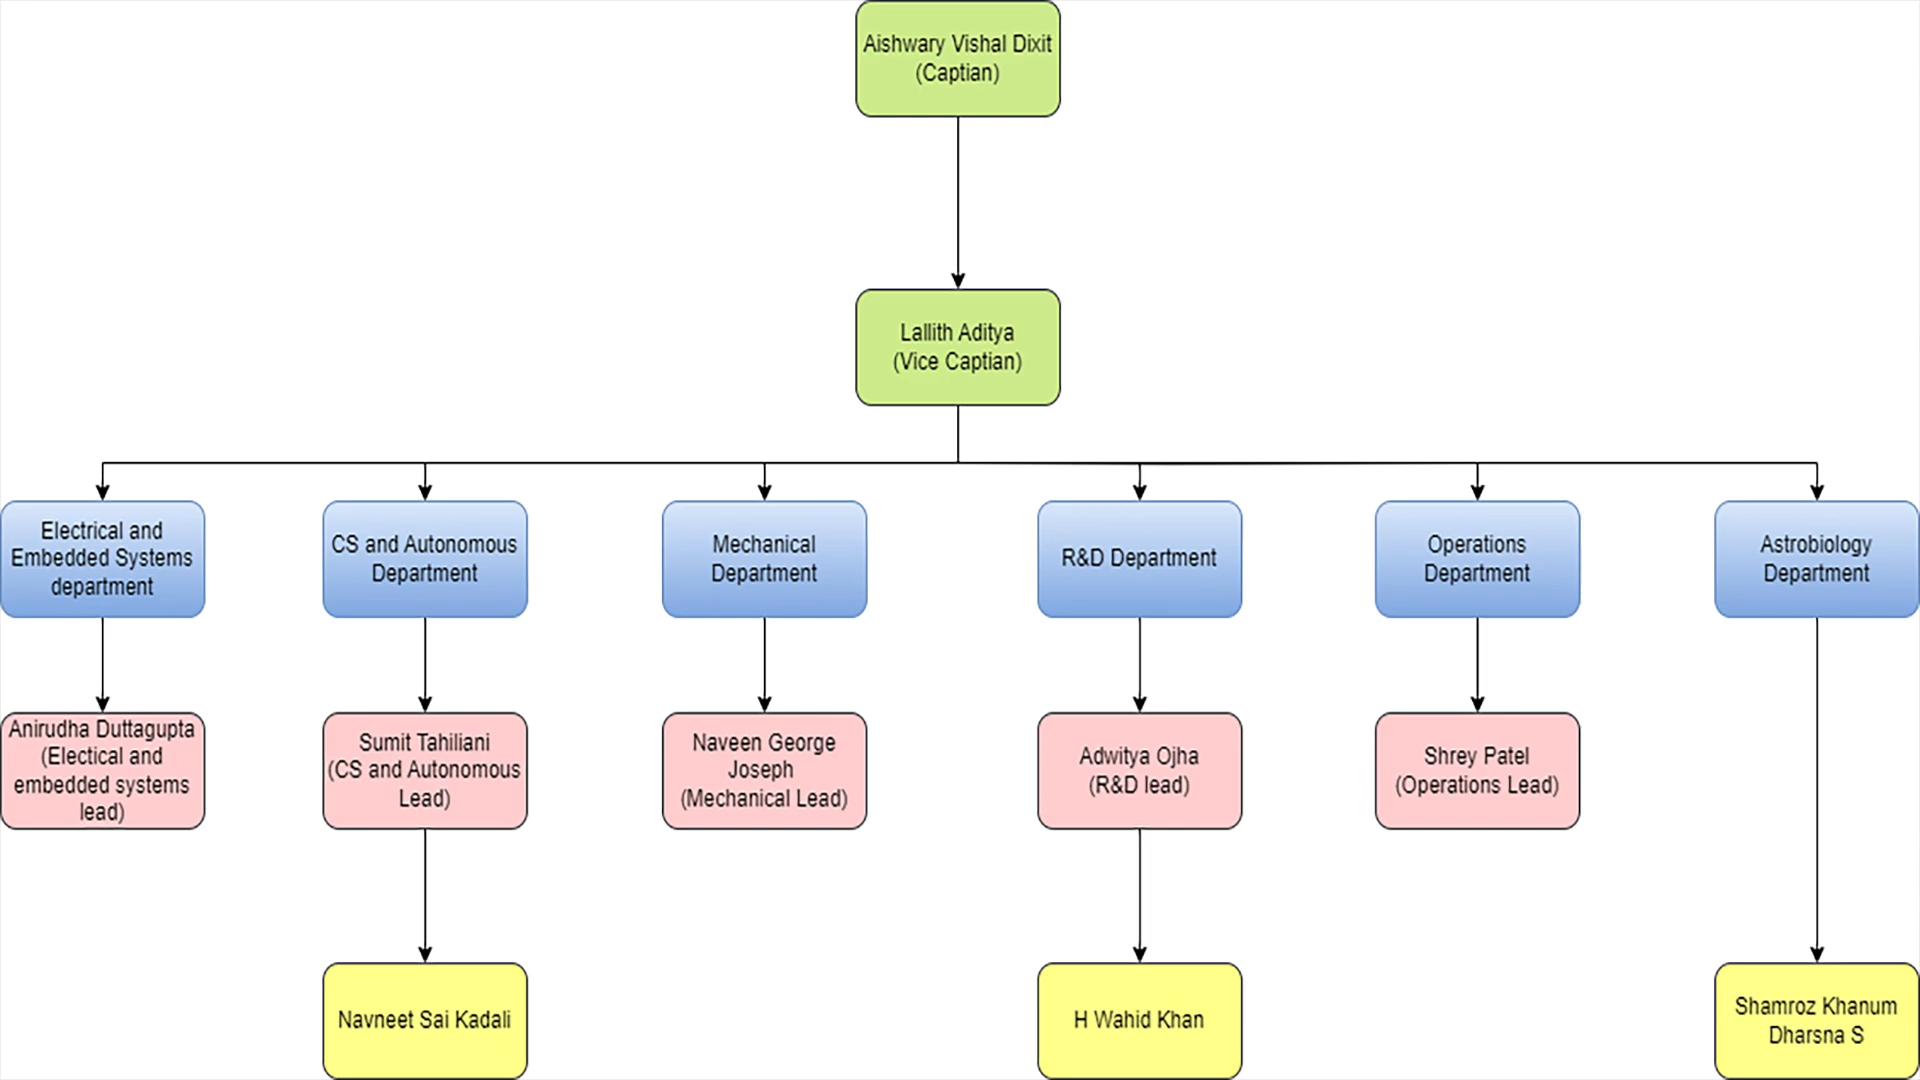 Aishwary Vishal Dixit
(Captian)
Lallith Aditya
(Vice Captian)
Electrical and
Embedded Systems
department
CS and Autonomous
Department
Mechanical
Department
R&D Department
Operations
Department
Astrobiology
Department
Anirudha Duttagupta
(Electical and
embedded systems
lead)
Sumit Tahiliani
(CS and Autonomous
Lead)
Naveen George
Joseph
(Mechanical Lead)
Adwitya Ojha
(R&D lead)
Shrey Patel
(Operations Lead)
Navneet Sai Kadali
H Wahid Khan
Shamroz Khanum
Dharsna S